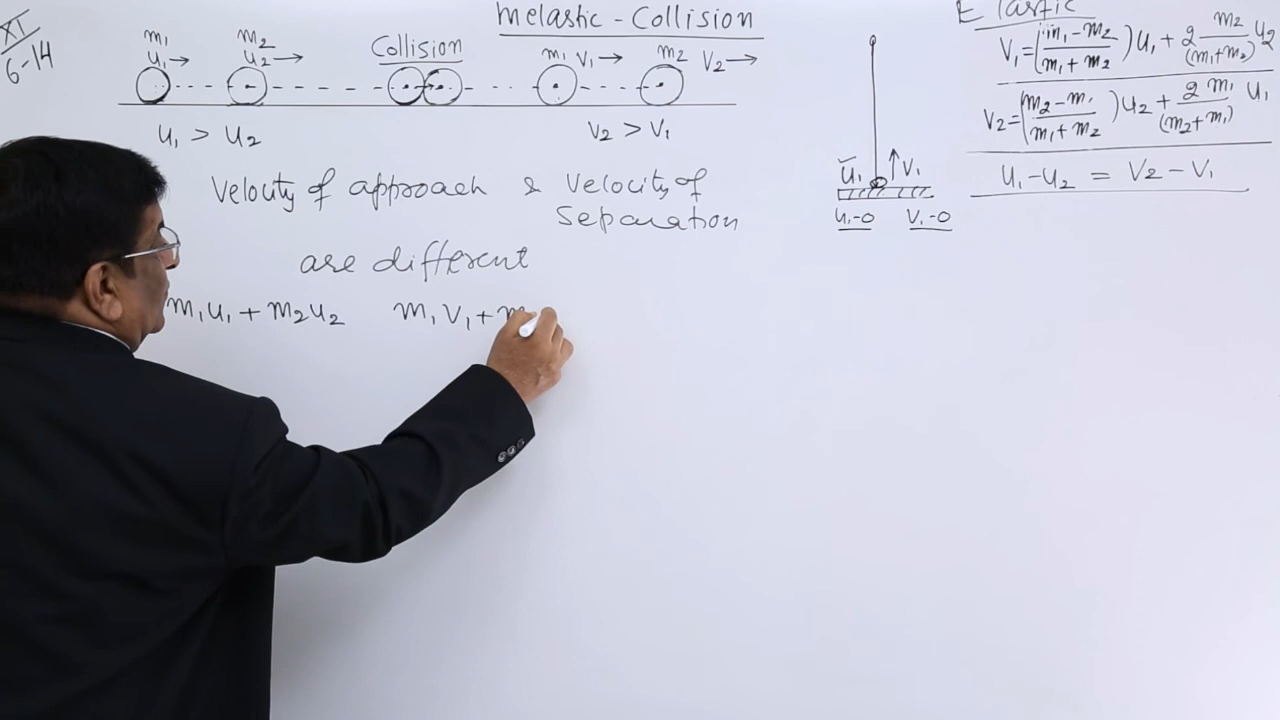 XI
6-14
Inelastic - Collision
m₁ m₂
u₁→ u₂→
Collision
m₁ V₁→ m₂ V₂→
u₁ > u₂
V₂ > V₁
Velocity of approach & Velocity of
Separation
are different
m₁u₁ + m₂u₂ m₁V₁ + m
u₁ ↑V₁
u₁-0 V₁-0
Elastic
V₁=(m₁-m₂/m₁+m₂)u₁ + 2 m₂/(m₁+m₂) u₂
V₂=(m₂-m₁/m₁+m₂)u₂ + 2 m₁/(m₂+m₁) u₁
u₁-u₂ = V₂-V₁